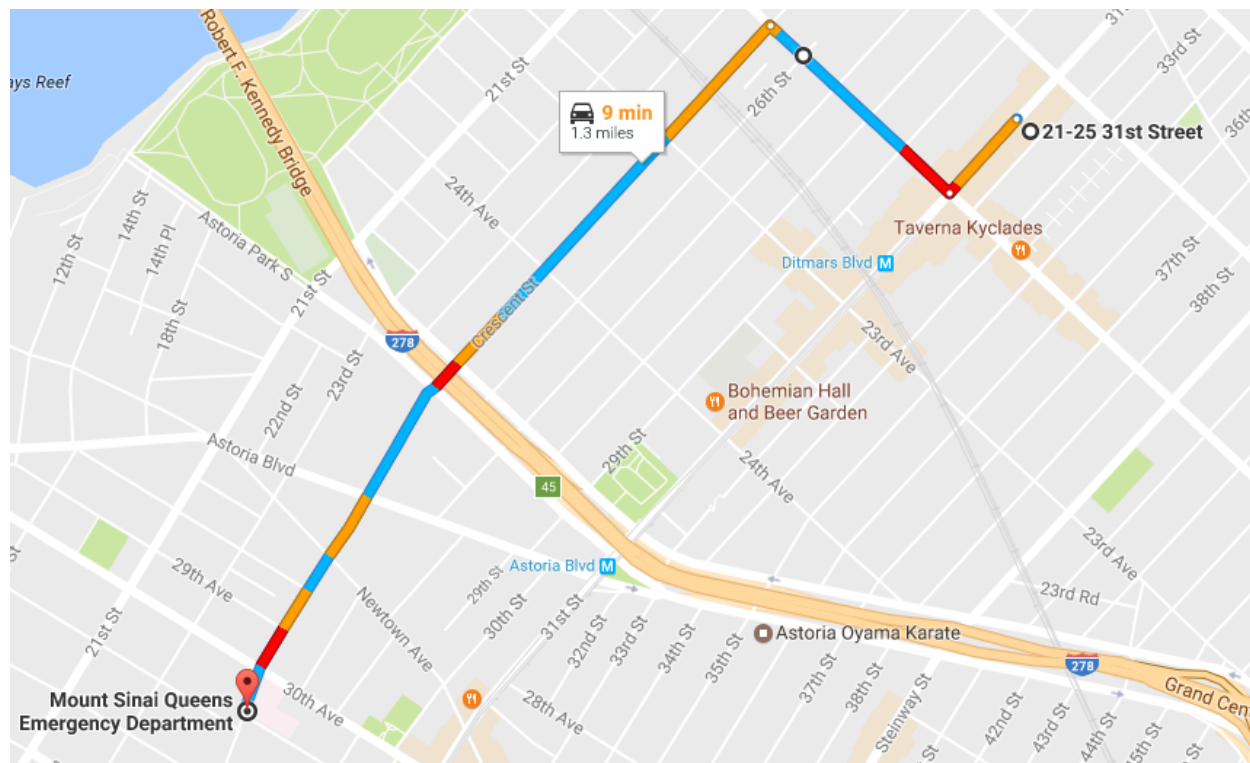 Robert F. Kennedy Bridge
31
33rd St
21st St
ays Reef
26th St
36th
9 min
1.3 miles
21-25 31st Street
24th Ave
14th St
14th Pl
12th St
Astoria Park S
Taverna Kyclades
37th St
38th St
Ditmars Blvd M
21st St
18th St
Crescent St
278
23rd Ave
23rd St
22nd St
Bohemian Hall
and Beer Garden
Astoria Blvd
29th St
45
24th Ave
23rd Ave
Astoria Blvd M
29th Ave
29th St
23rd Rd
Newtown Ave
30th St
31st St
32nd St
33rd St
34th St
35th St
Astoria Oyama Karate
21st St
37th St
38th St
278
Grand Cen
Mount Sinai Queens
Emergency Department
30th Ave
28th Ave
Steinway St
42nd St
43rd St
44th St
45th St
St